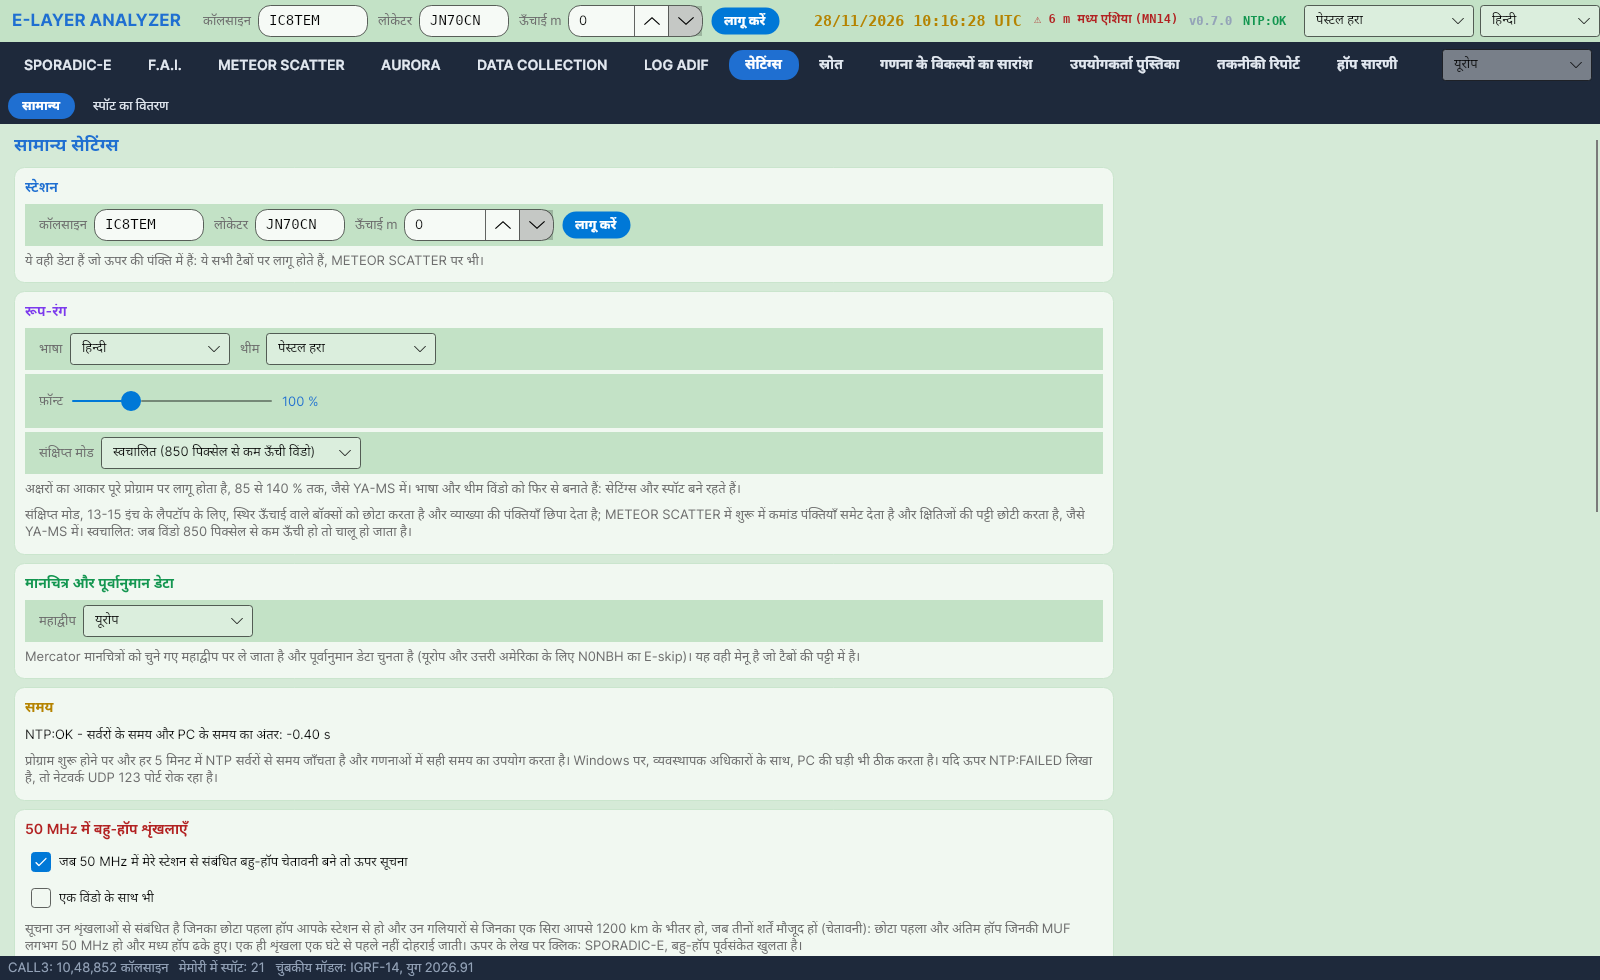 E-LAYER ANALYZER कॉलसाइन IC8TEM लोकेटर JN70CN ऊँचाई m 0 लागू करें 28/11/2026 10:16:28 UTC ⚠ 6 m मध्य एशिया (MN14) v0.7.0 NTP:OK पेस्टल हरा हिन्दी
SPORADIC-E F.A.I. METEOR SCATTER AURORA DATA COLLECTION LOG ADIF सेटिंग्स स्रोत गणना के विकल्पों का सारांश उपयोगकर्ता पुस्तिका तकनीकी रिपोर्ट हॉप सारणी यूरोप
सामान्य स्पॉट का वितरण
सामान्य सेटिंग्स
स्टेशन
कॉलसाइन IC8TEM लोकेटर JN70CN ऊँचाई m 0 लागू करें
ये वही डेटा हैं जो ऊपर की पंक्ति में हैं: ये सभी टैबों पर लागू होते हैं, METEOR SCATTER पर भी।
रूप-रंग
भाषा हिन्दी थीम पेस्टल हरा
फ़ॉन्ट 100 %
संक्षिप्त मोड स्वचालित (850 पिक्सेल से कम ऊँची विंडो)
अक्षरों का आकार पूरे प्रोग्राम पर लागू होता है, 85 से 140 % तक, जैसे YA-MS में। भाषा और थीम विंडो को फिर से बनाते हैं: सेटिंग्स और स्पॉट बने रहते हैं।
संक्षिप्त मोड, 13-15 इंच के लैपटॉप के लिए, स्थिर ऊँचाई वाले बॉक्सों को छोटा करता है और व्याख्या की पंक्तियाँ छिपा देता है; METEOR SCATTER में शुरू में कमांड पंक्तियाँ समेट देता है और क्षितिजों की पट्टी छोटी करता है, जैसे
YA-MS में। स्वचालित: जब विंडो 850 पिक्सेल से कम ऊँची हो तो चालू हो जाता है।
मानचित्र और पूर्वानुमान डेटा
महाद्वीप यूरोप
Mercator मानचित्रों को चुने गए महाद्वीप पर ले जाता है और पूर्वानुमान डेटा चुनता है (यूरोप और उत्तरी अमेरिका के लिए N0NBH का E-skip)। यह वही मेनू है जो टैबों की पट्टी में है।
समय
NTP:OK - सर्वरों के समय और PC के समय का अंतर: -0.40 s
प्रोग्राम शुरू होने पर और हर 5 मिनट में NTP सर्वरों से समय जाँचता है और गणनाओं में सही समय का उपयोग करता है। Windows पर, व्यवस्थापक अधिकारों के साथ, PC की घड़ी भी ठीक करता है। यदि ऊपर NTP:FAILED लिखा
है, तो नेटवर्क UDP 123 पोर्ट रोक रहा है।
50 MHz में बहु-हॉप शृंखलाएँ
जब 50 MHz में मेरे स्टेशन से संबंधित बहु-हॉप चेतावनी बने तो ऊपर सूचना
एक विंडो के साथ भी
सूचना उन शृंखलाओं से संबंधित है जिनका छोटा पहला हॉप आपके स्टेशन से हो और उन गलियारों से जिनका एक सिरा आपसे 1200 km के भीतर हो, जब तीनों शर्तें मौजूद हों (चेतावनी): छोटा पहला और अंतिम हॉप जिनकी MUF
लगभग 50 MHz हो और मध्य हॉप ढके हुए। एक ही शृंखला एक घंटे से पहले नहीं दोहराई जाती। ऊपर के लेख पर क्लिक: SPORADIC-E, बहु-हॉप पूर्वसंकेत खुलता है।
CALL3: 10,48,852 कॉलसाइन मेमोरी में स्पॉट: 21 चुंबकीय मॉडल: IGRF-14, युग 2026.91